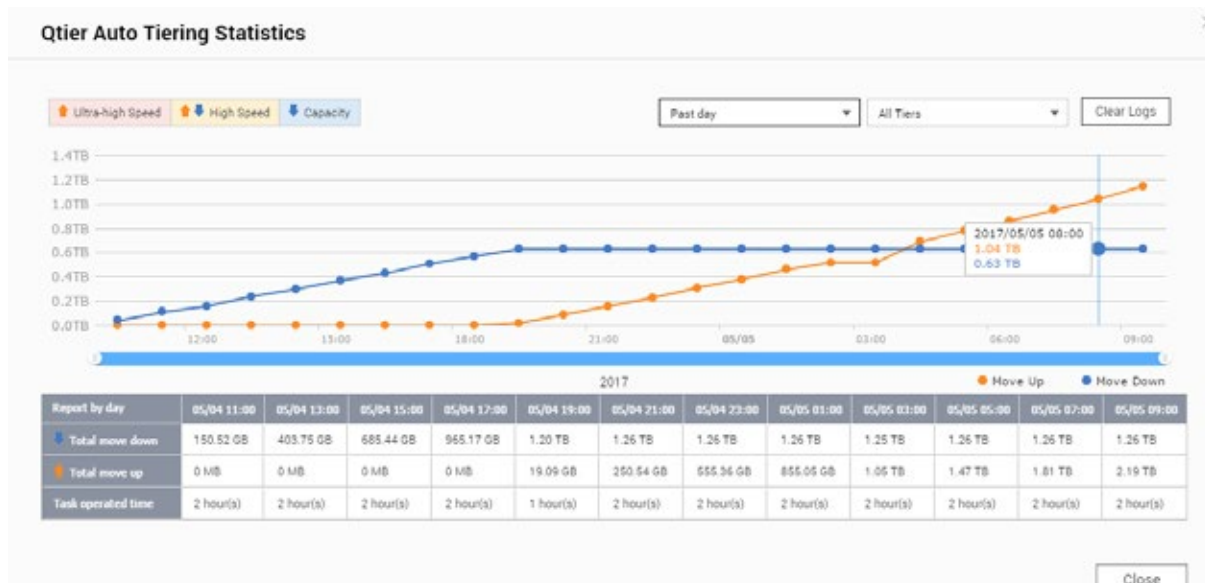 Qtier Auto Tiering Statistics
Ultra-high Speed High Speed Capacity
Past day All Tiers Clear Logs
1.4TB
1.2TB
1.0TB
0.8TB
0.6TB
0.4TB
0.2TB
0.0TB
2017/05/05 08:00
1.04 TB
0.63 TB
12:00 15:00 18:00 21:00 05/05 03:00 06:00 09:00
2017
Move Up Move Down
Report by day 05/04 11:00 05/04 13:00 05/04 15:00 05/04 17:00 05/04 19:00 05/04 21:00 05/04 23:00 05/05 01:00 05/05 03:00 05/05 05:00 05/05 07:00 05/05 09:00
Total move down 150.52 GB 403.75 GB 685.44 GB 965.17 GB 1.20 TB 1.26 TB 1.26 TB 1.26 TB 1.25 TB 1.26 TB 1.26 TB 1.26 TB
Total move up 0 MB 0 MB 0 MB 0 MB 19.09 GB 250.54 GB 555.36 GB 855.05 GB 1.05 TB 1.47 TB 1.81 TB 2.19 TB
Task operated time 2 hour(s) 2 hour(s) 2 hour(s) 2 hour(s) 1 hour(s) 2 hour(s) 2 hour(s) 2 hour(s) 2 hour(s) 2 hour(s) 2 hour(s) 2 hour(s)
Close